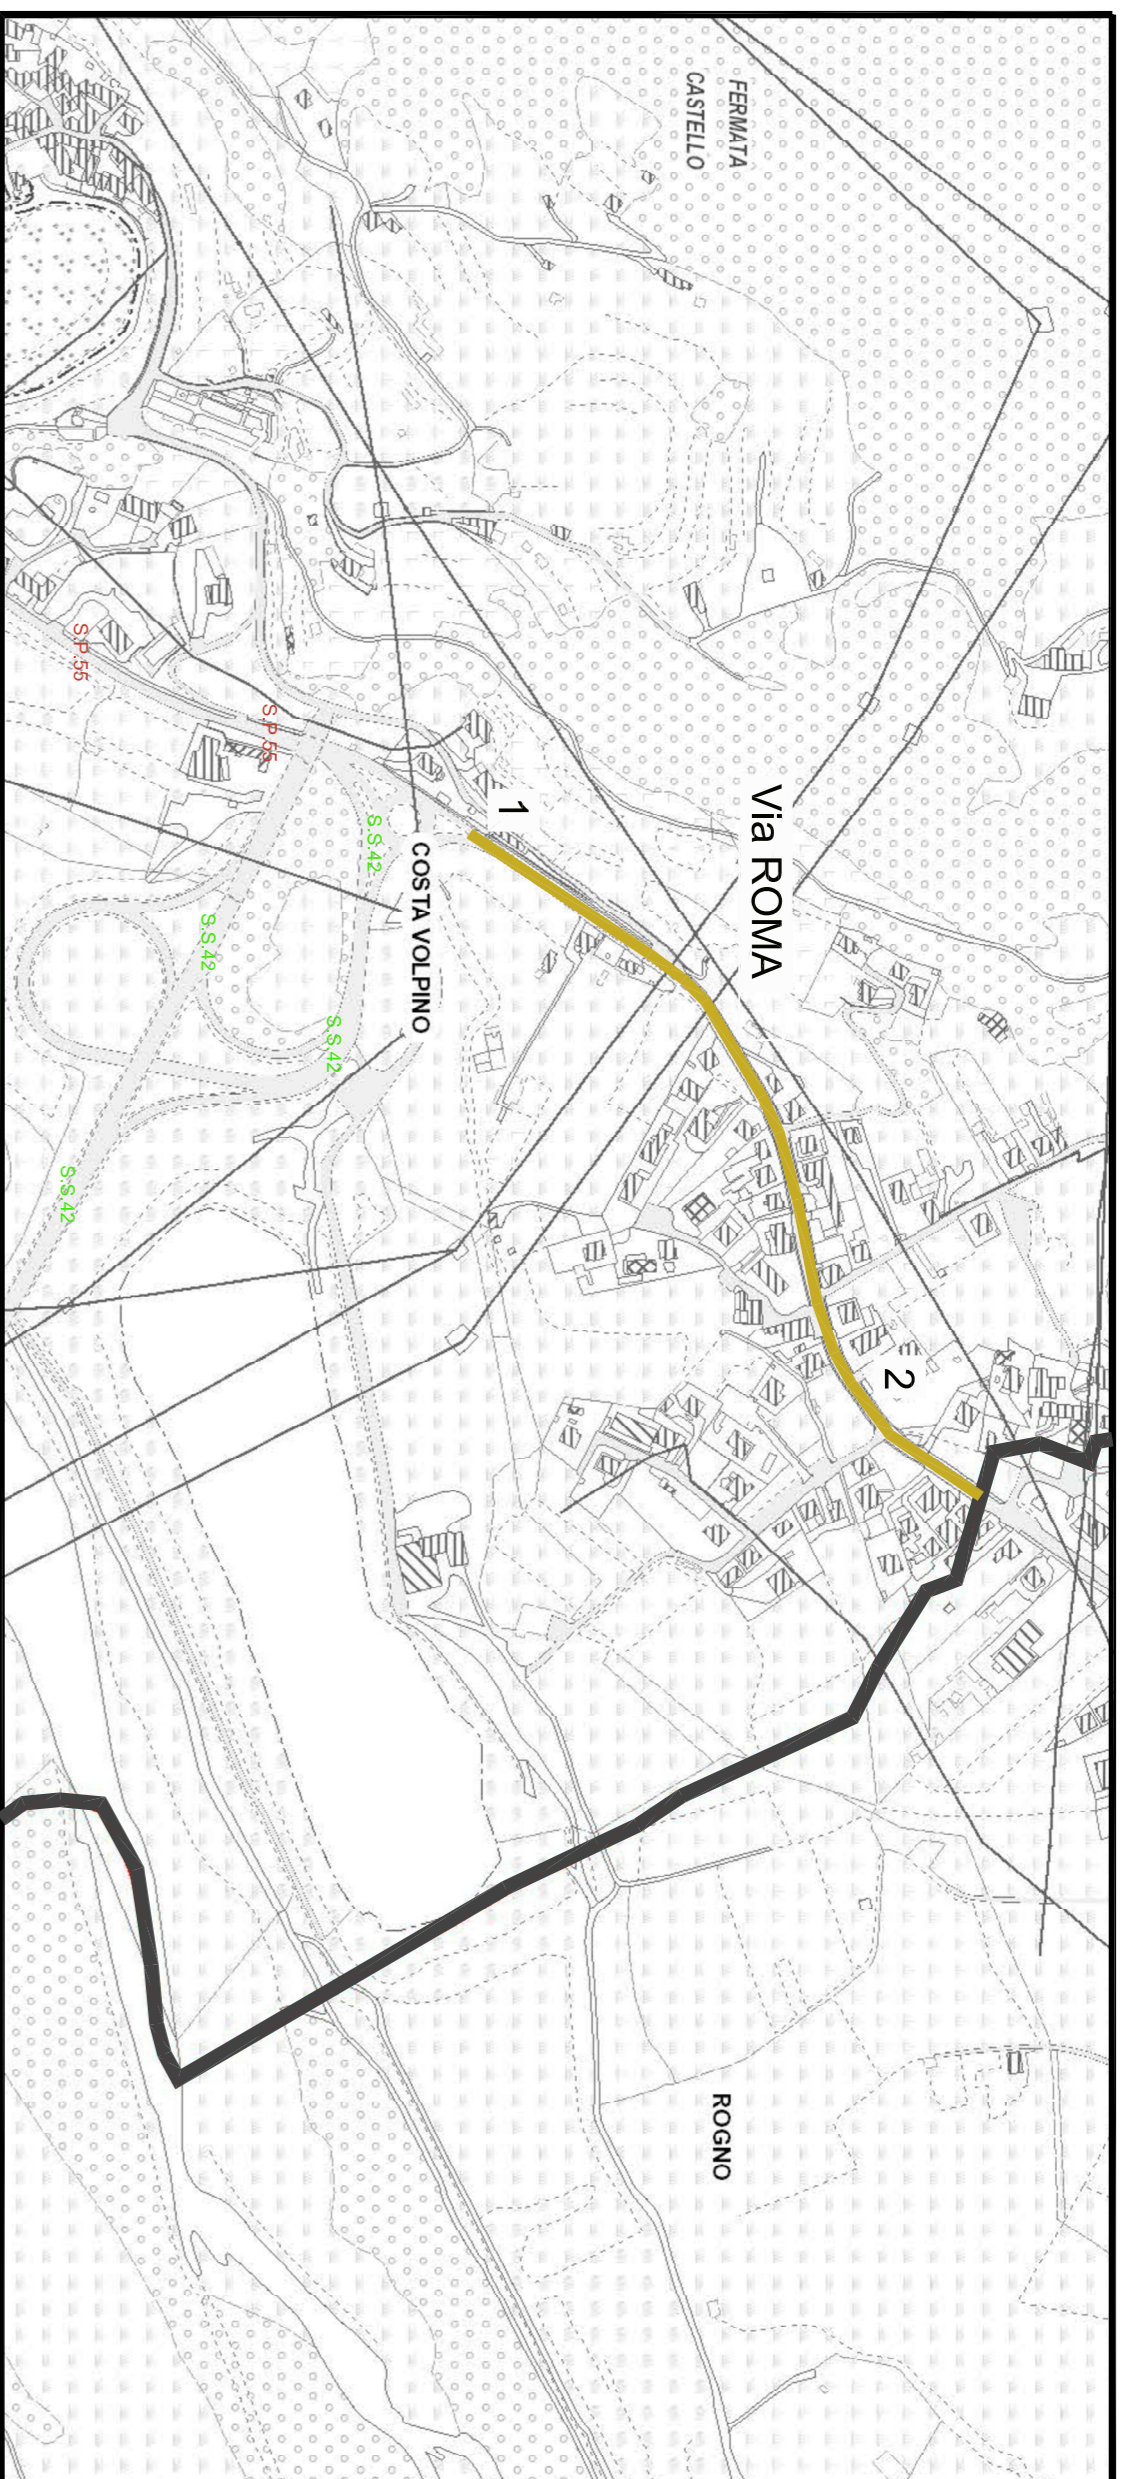 FERMATA
CASTELLO
Via ROMA
1
2
S.P.55
S.P.55
S.S.42
S.S.42
S.S.42
S.S.42
COSTA VOLPINO
ROGNO